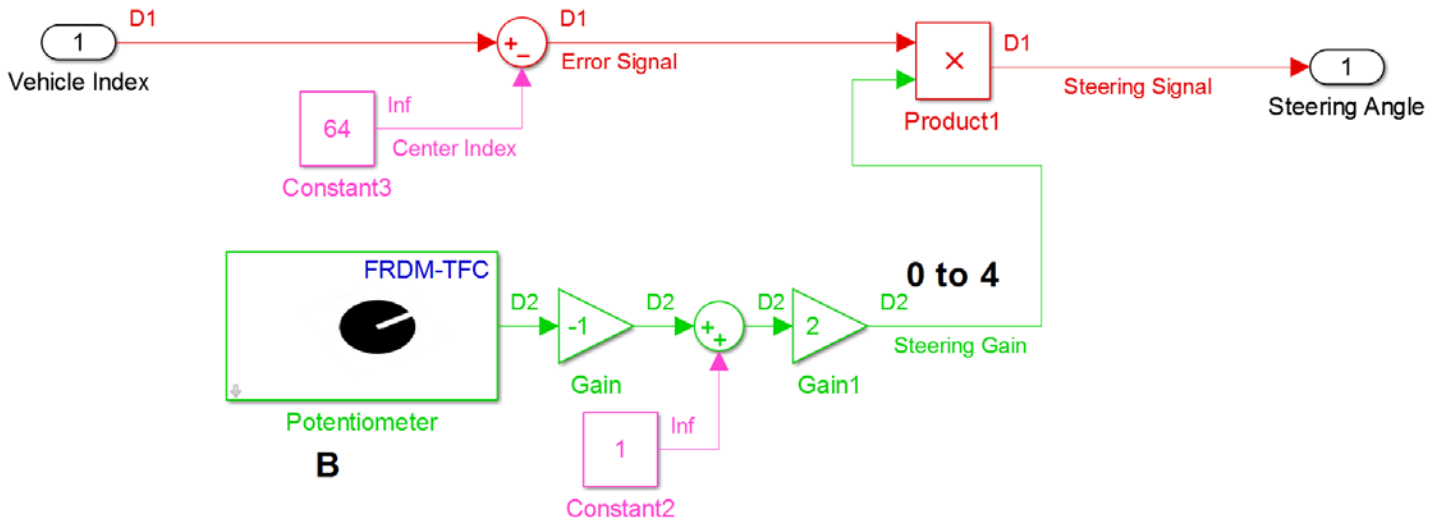 D1
D1
D1
1
Vehicle Index
+
−
Error Signal
×
Product1
Steering Signal
1
Steering Angle
64
Inf
Center Index
Constant3
FRDM-TFC
0 to 4
D2
D2
D2
D2
-1
+
+
2
Steering Gain
Gain
Gain1
Potentiometer
B
1
Inf
Constant2